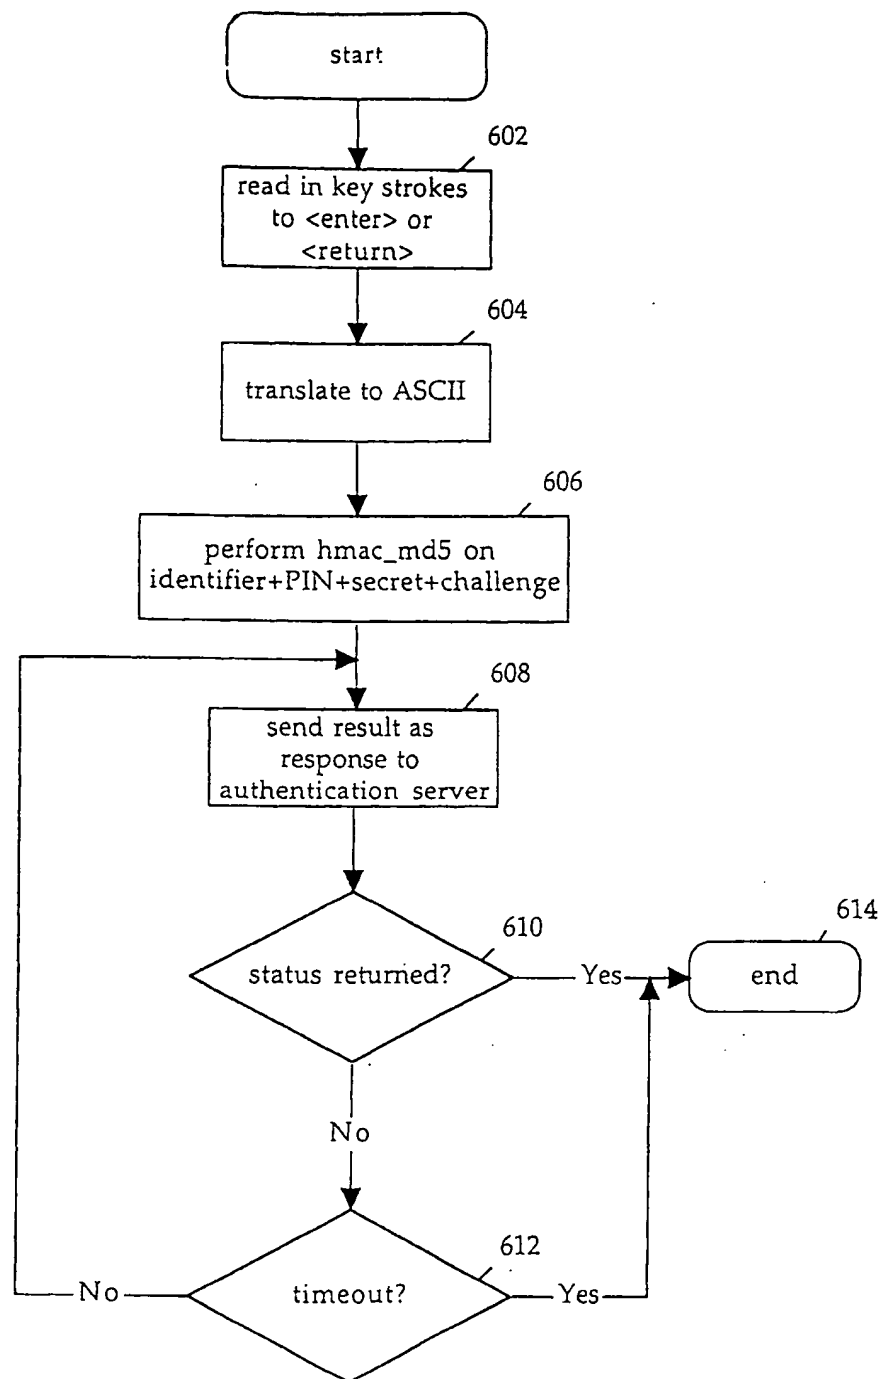 start
602
read in key strokes
to <enter> or
<return>
604
translate to ASCII
606
perform hmac_md5 on
identifier+PIN+secret+challenge
608
send result as
response to
authentication server
610
status returned?
Yes
614
end
No
612
timeout?
No
Yes